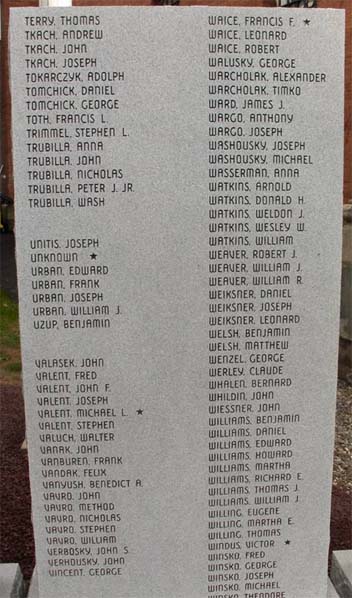 TERRY, THOMAS
TKACH, ANDREW
TKACH, JOHN
TKACH, JOSEPH
TOKARCZYK, ADOLPH
TOMCHICK, DANIEL
TOMCHICK, GEORGE
TOTH, FRANCIS L.
TRIMMEL, STEPHEN L.
TRUBILLA, ANNA
TRUBILLA, JOHN
TRUBILLA, NICHOLAS
TRUBILLA, PETER J. JR.
TRUBILLA, WASH
UNITIS, JOSEPH
UNKNOWN ★
URBAN, EDWARD
URBAN, FRANK
URBAN, JOSEPH
URBAN, WILLIAM J.
UZUP, BENJAMIN
VALASEK, JOHN
VALENT, FRED
VALENT, JOHN F.
VALENT, JOSEPH
VALENT, MICHAEL L. ★
VALENT, STEPHEN
VALUCH, WALTER
VANAK, JOHN
VANBUREN, FRANK
VANDAK, FELIX
VANYUSH, BENEDICT A.
VAVRO, JOHN
VAVRO, METHOD
VAVRO, NICHOLAS
VAVRO, STEPHEN
VAVRO, WILLIAM
VERBOSKY, JOHN S.
VERHOUSKY, JOHN
VINCENT, GEORGE
WAICE, FRANCIS F. ★
WAICE, LEONARD
WAICE, ROBERT
WALUSKY, GEORGE
WARCHOLAK, ALEXANDER
WARCHOLAK, TIMKO
WARD, JAMES J.
WARGO, ANTHONY
WARGO, JOSEPH
WASHOUSKY, JOSEPH
WASHOUSKY, MICHAEL
WASSERMAN, ANNA
WATKINS, ARNOLD
WATKINS, DONALD H.
WATKINS, WELDON J.
WATKINS, WESLEY W.
WATKINS, WILLIAM
WEAVER, ROBERT J.
WEAVER, WILLIAM J.
WEAVER, WILLIAM R.
WEIKSNER, DANIEL
WEIKSNER, JOSEPH
WEIKSNER, LEONARD
WELSH, BENJAMIN
WELSH, MATTHEW
WENZEL, GEORGE
WERLEY, CLAUDE
WHALEN, BERNARD
WHILDIN, JOHN
WIESSNER, JOHN
WILLIAMS, BENJAMIN
WILLIAMS, DANIEL
WILLIAMS, EDWARD
WILLIAMS, HOWARD
WILLIAMS, MARTHA
WILLIAMS, RICHARD E.
WILLIAMS, THOMAS J.
WILLIAMS, WILLIAM J.
WILLING, EUGENE
WILLING, MARTHA E.
WILLING, THOMAS
WINDUS, VICTOR ★
WINSKO, FRED
WINSKO, GEORGE
WINSKO, JOSEPH
WINSKO, MICHAEL
WINSKO, THEODORE